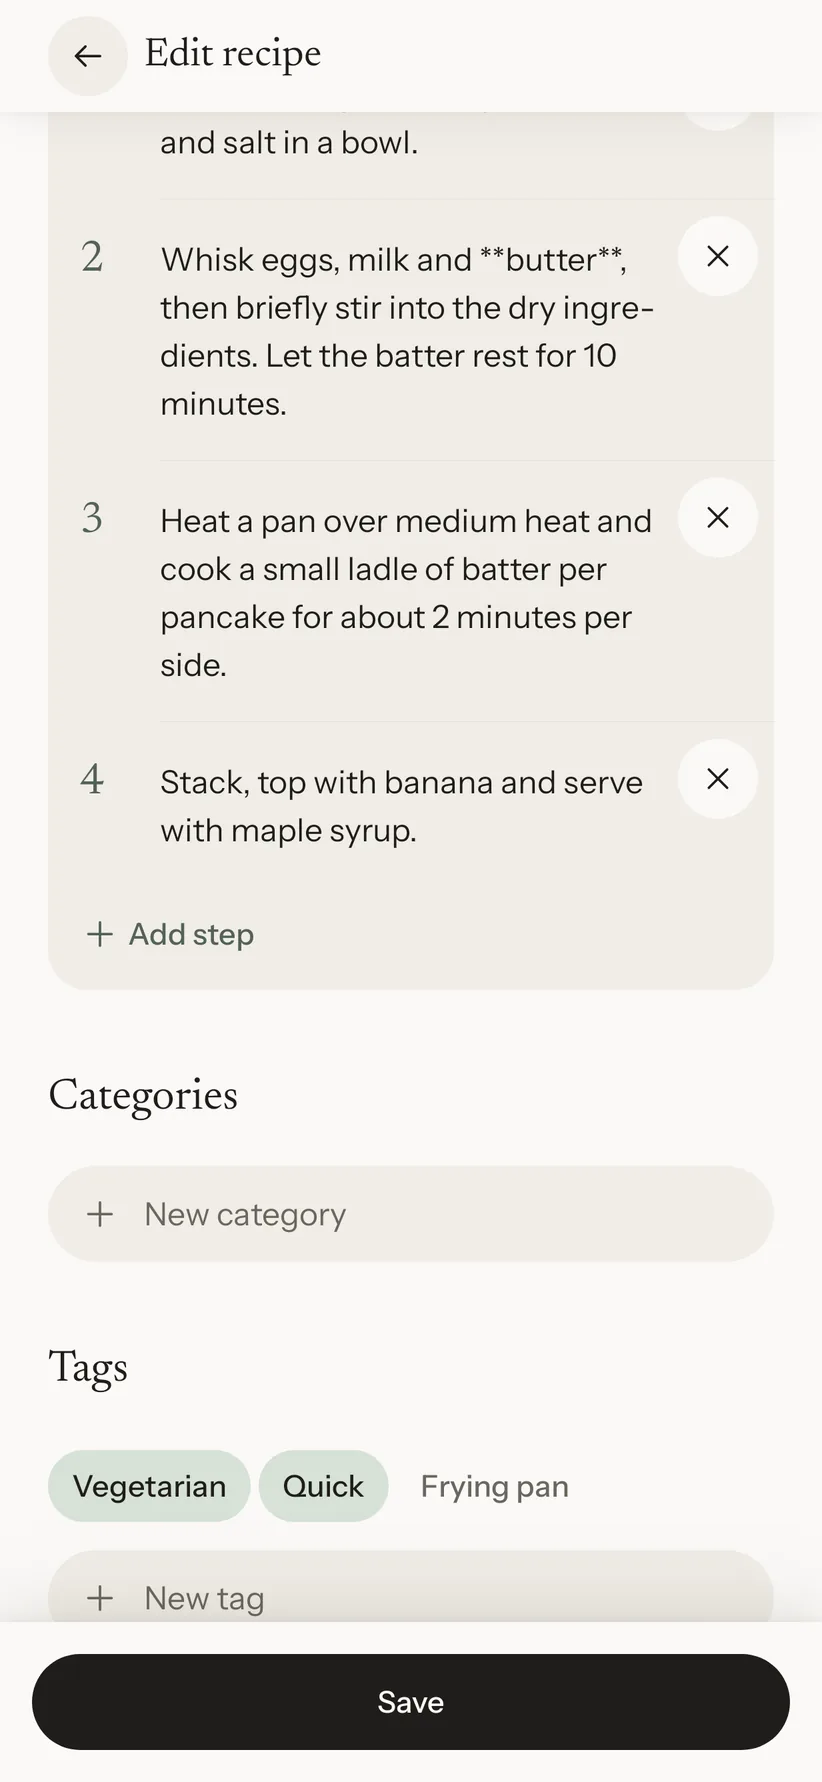 Edit recipe
and salt in a bowl.
2
Whisk eggs, milk and **butter**,
then briefly stir into the dry ingre-
dients. Let the batter rest for 10
minutes.
3
Heat a pan over medium heat and
cook a small ladle of batter per
pancake for about 2 minutes per
side.
4
Stack, top with banana and serve
with maple syrup.
Add step
Categories
New category
Tags
Vegetarian Quick Frying pan
New tag
Save